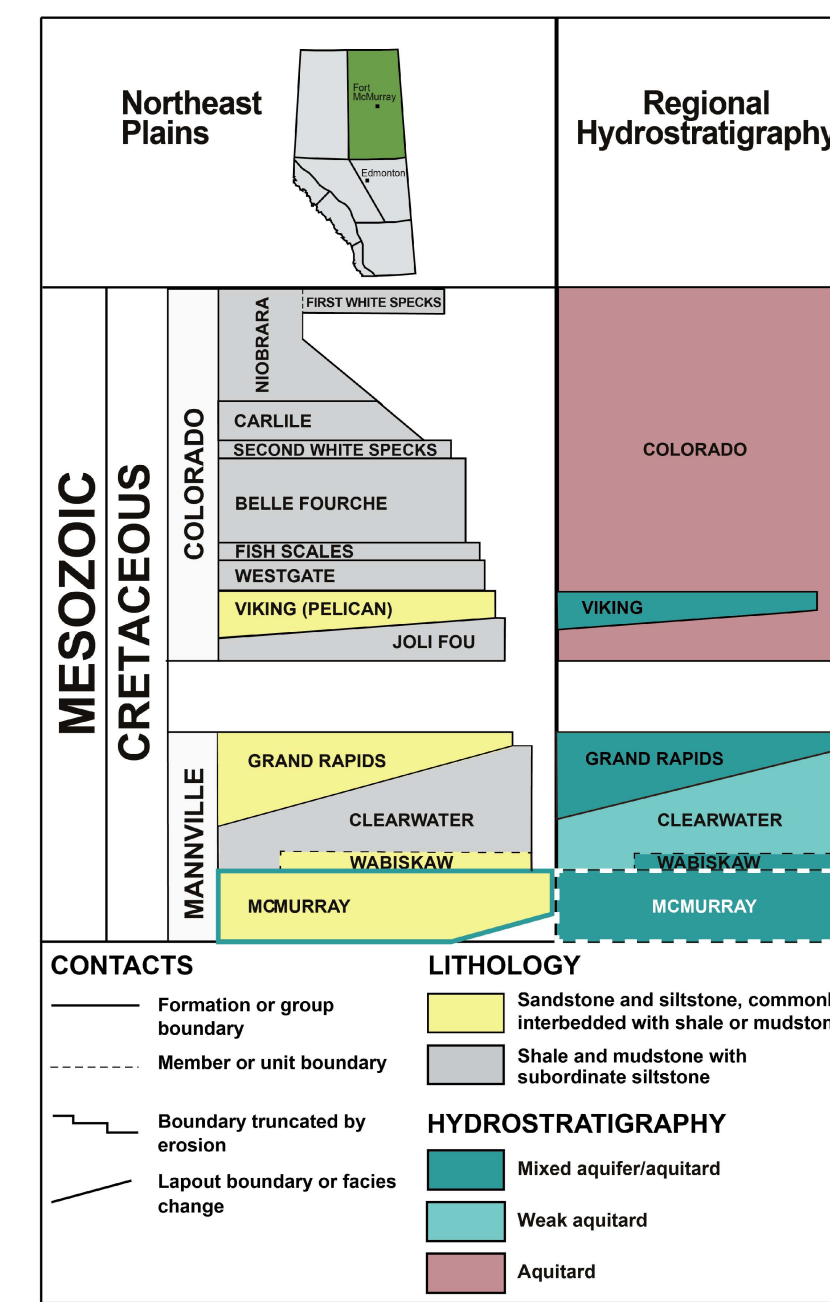 Northeast
Plains
Fort
McMurray
Edmonton
Regional
Hydrostratigraphy
MESOZOIC
CRETACEOUS
COLORADO
NIOBRARA
FIRST WHITE SPECKS
CARLILE
SECOND WHITE SPECKS
BELLE FOURCHE
FISH SCALES
WESTGATE
VIKING (PELICAN)
JOLI FOU
COLORADO
VIKING
MANNVILLE
GRAND RAPIDS
CLEARWATER
WABISKAW
MCMURRAY
GRAND RAPIDS
CLEARWATER
WABISKAW
MCMURRAY
CONTACTS
Formation or group
boundary
Member or unit boundary
Boundary truncated by
erosion
Lapout boundary or facies
change
LITHOLOGY
Sandstone and siltstone, commonl
interbedded with shale or mudston
Shale and mudstone with
subordinate siltstone
HYDROSTRATIGRAPHY
Mixed aquifer/aquitard
Weak aquitard
Aquitard